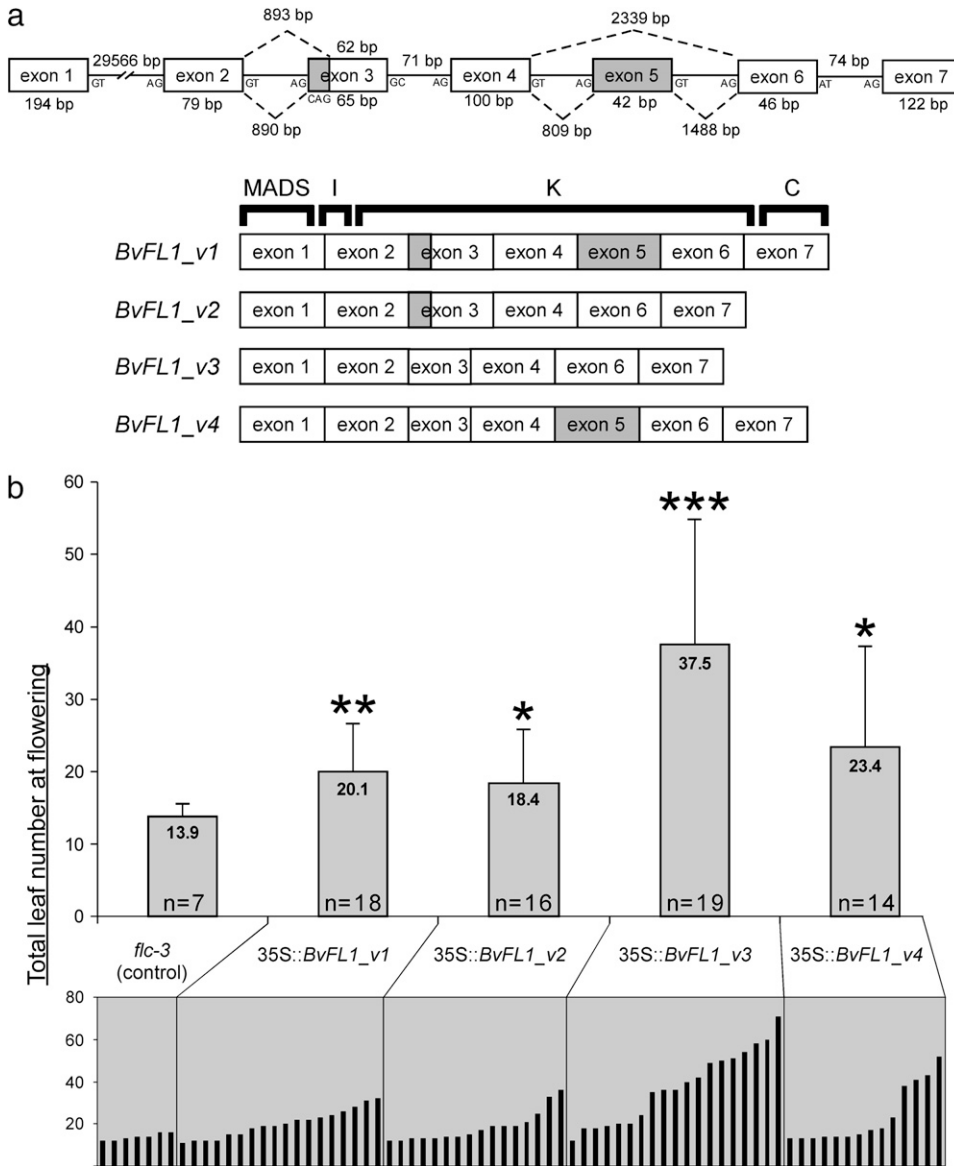 a
893 bp 2339 bp
29566 bp 62 bp 71 bp 74 bp
exon 1 exon 2 exon 3 exon 4 exon 5 exon 6 exon 7
GT AG GT AG GC AG GT AG GT AG AT AG
CAG
194 bp 79 bp 65 bp 100 bp 42 bp 46 bp 122 bp
890 bp 809 bp 1488 bp
MADS I K C
BvFL1_v1 exon 1 exon 2 exon 3 exon 4 exon 5 exon 6 exon 7
BvFL1_v2 exon 1 exon 2 exon 3 exon 4 exon 6 exon 7
BvFL1_v3 exon 1 exon 2 exon 3 exon 4 exon 6 exon 7
BvFL1_v4 exon 1 exon 2 exon 3 exon 4 exon 5 exon 6 exon 7
b
Total leaf number at flowering
60
50
40
30
20
10
0
** * *** *
13.9 20.1 18.4 37.5 23.4
n=7 n=18 n=16 n=19 n=14
flc-3 (control)
35S::BvFL1_v1
35S::BvFL1_v2
35S::BvFL1_v3
35S::BvFL1_v4
80
60
40
20